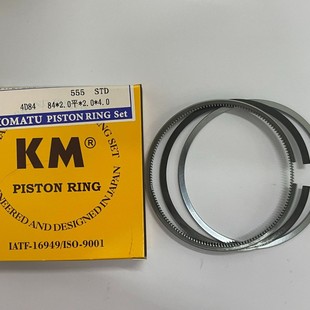 555 STD
4D84 84*2.0平*2.0*4.0
KOMATU PISTON RING Set
KM®
PISTON RING
ENGINEERED AND DESIGNED IN JAPAN
IATF-16949/ISO-9001